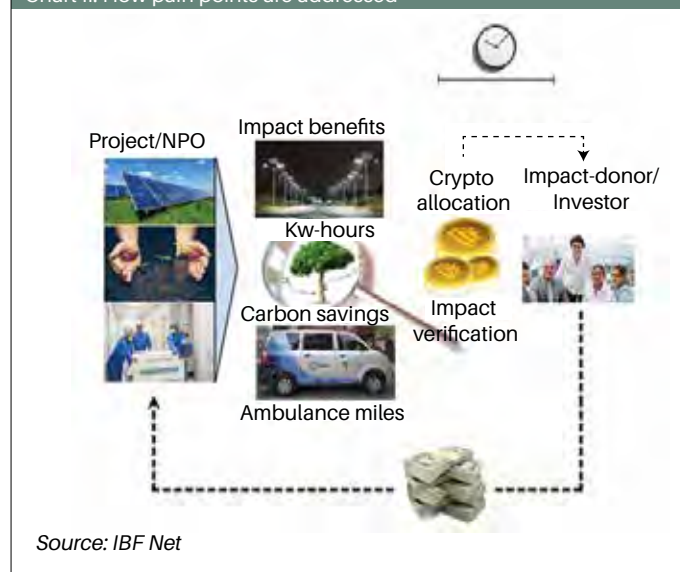 Project/NPO
Impact benefits
Kw-hours
Carbon savings
Ambulance miles
Crypto
allocation
Impact
verification
Impact-donor/
Investor
Source: IBF Net